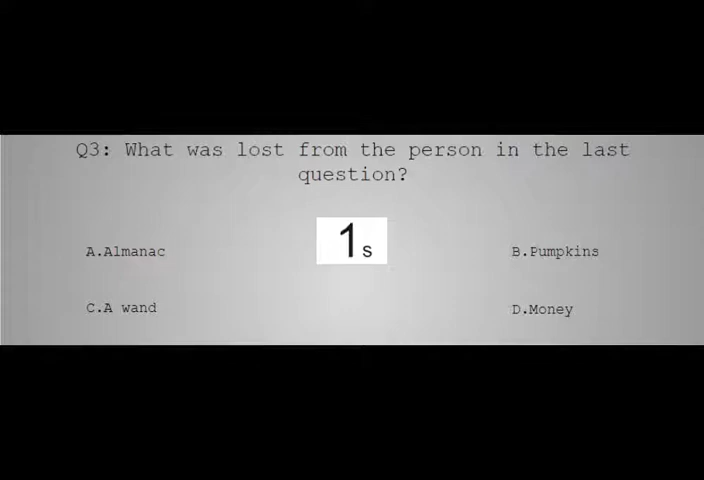 Q3: What was lost from the person in the last
question?
1s
A.Almanac
B.Pumpkins
C.A wand
D.Money